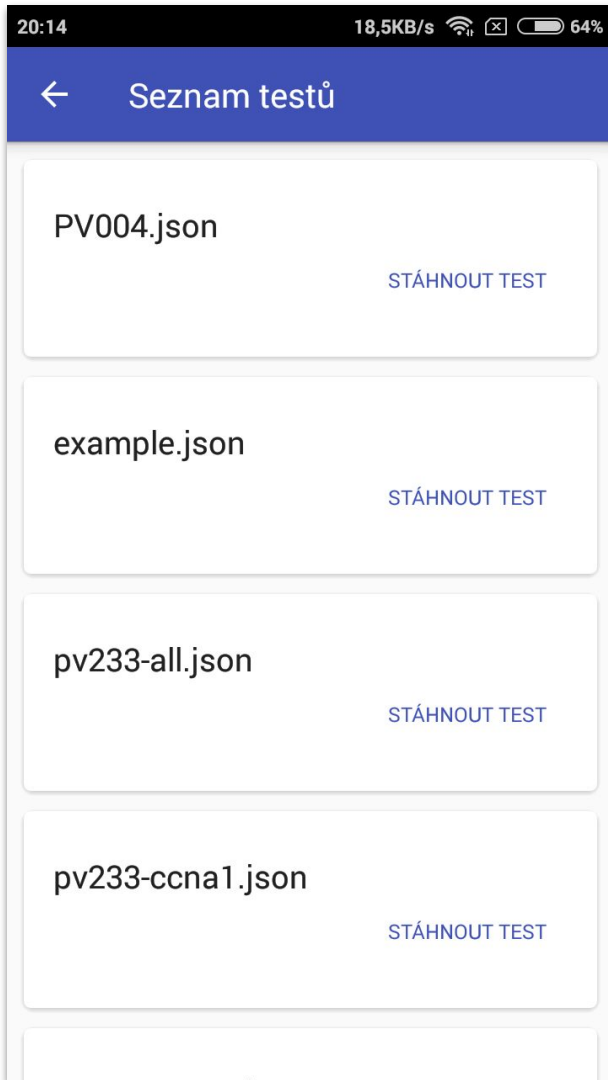 20:14 18,5KB/s 64%
Seznam testů
PV004.json
STÁHNOUT TEST
example.json
STÁHNOUT TEST
pv233-all.json
STÁHNOUT TEST
pv233-ccna1.json
STÁHNOUT TEST